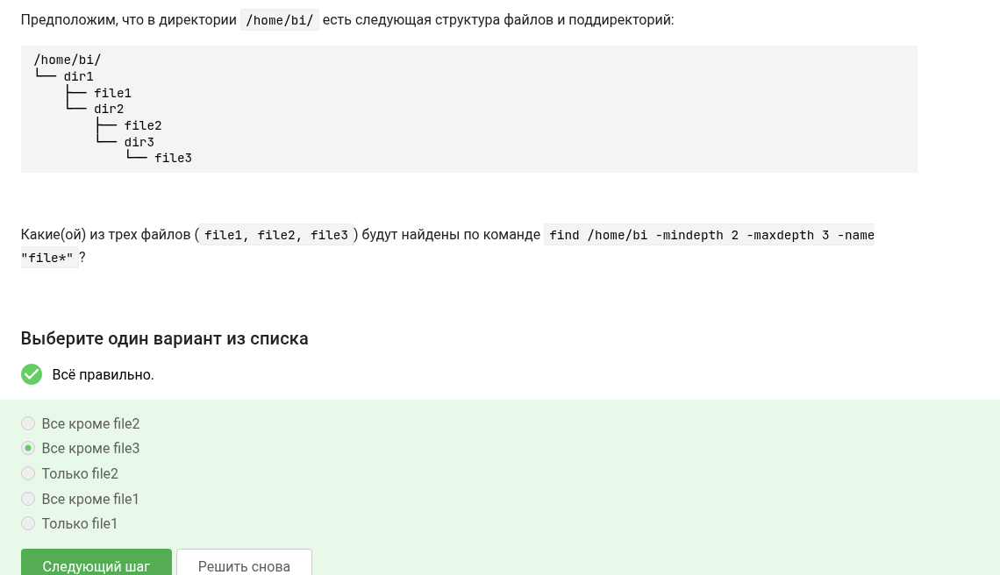 Предположим, что в директории /home/bi/ есть следующая структура файлов и поддиректорий:
/home/bi/
└── dir1
    ├── file1
    └── dir2
        ├── file2
        └── dir3
            └── file3
Какие(ой) из трех файлов ( file1, file2, file3 ) будут найдены по команде find /home/bi -mindepth 2 -maxdepth 3 -name
"file*" ?
Выберите один вариант из списка
Всё правильно.
Все кроме file2
Все кроме file3
Только file2
Все кроме file1
Только file1
Следующий шаг Решить снова